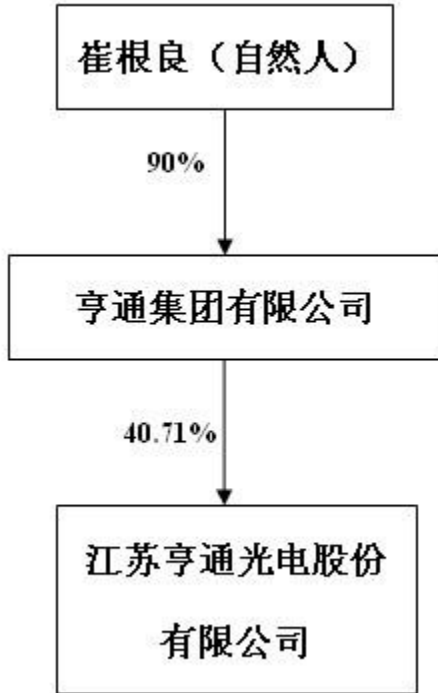 崔根良（自然人）
90%
亨通集团有限公司
40.71%
江苏亨通光电股份
有限公司